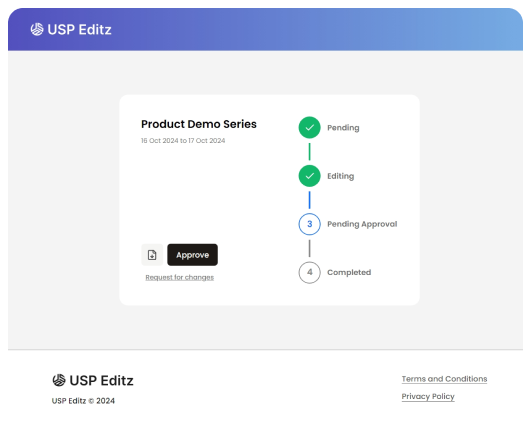 USP Editz
Product Demo Series
16 Oct 2024 to 17 Oct 2024
Approve
Request for changes
Pending
Editing
3 Pending Approval
4 Completed
USP Editz
USP Editz © 2024
Terms and Conditions
Privacy Policy